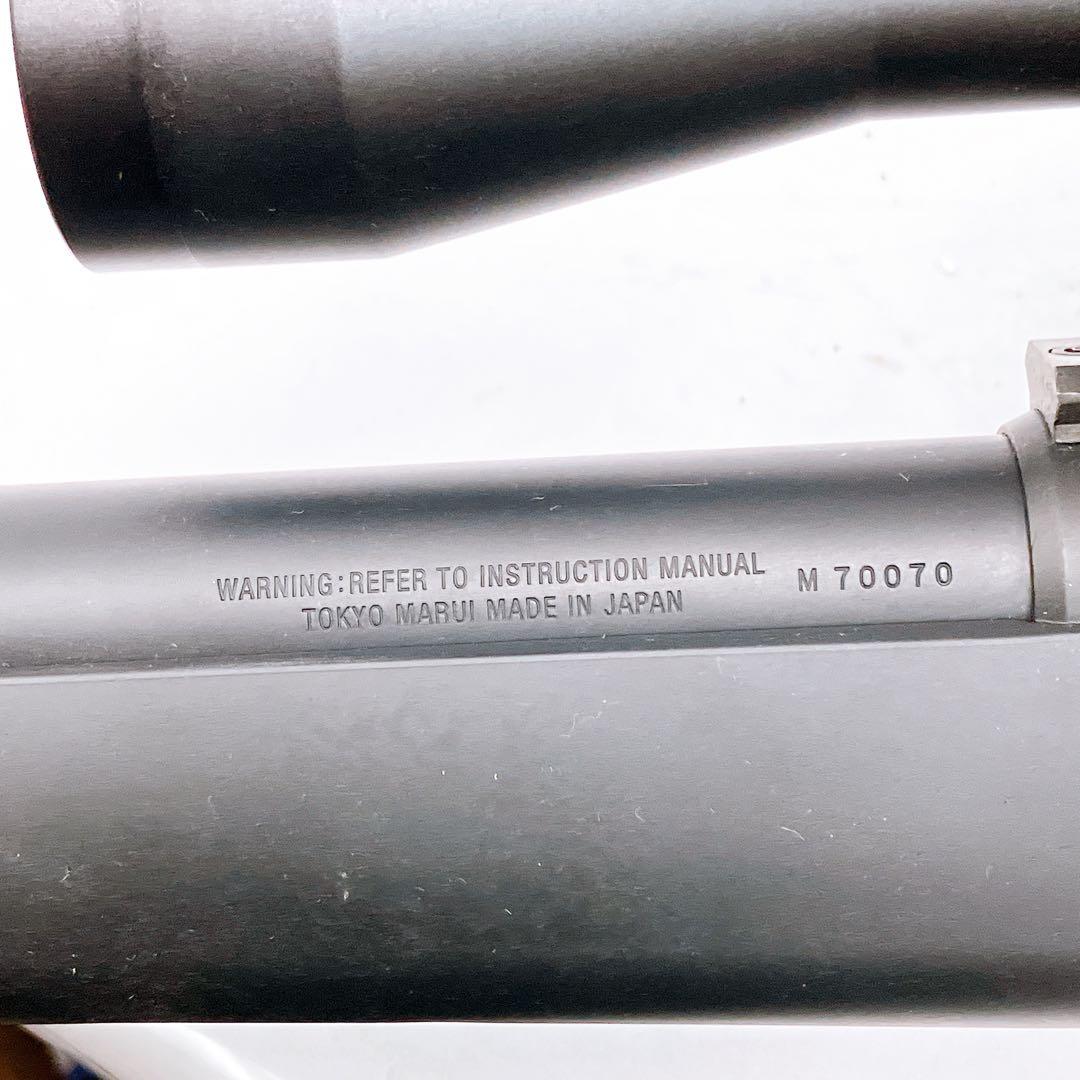 WARNING:REFER TO INSTRUCTION MANUAL M 70070
TOKYO MARUI MADE IN JAPAN